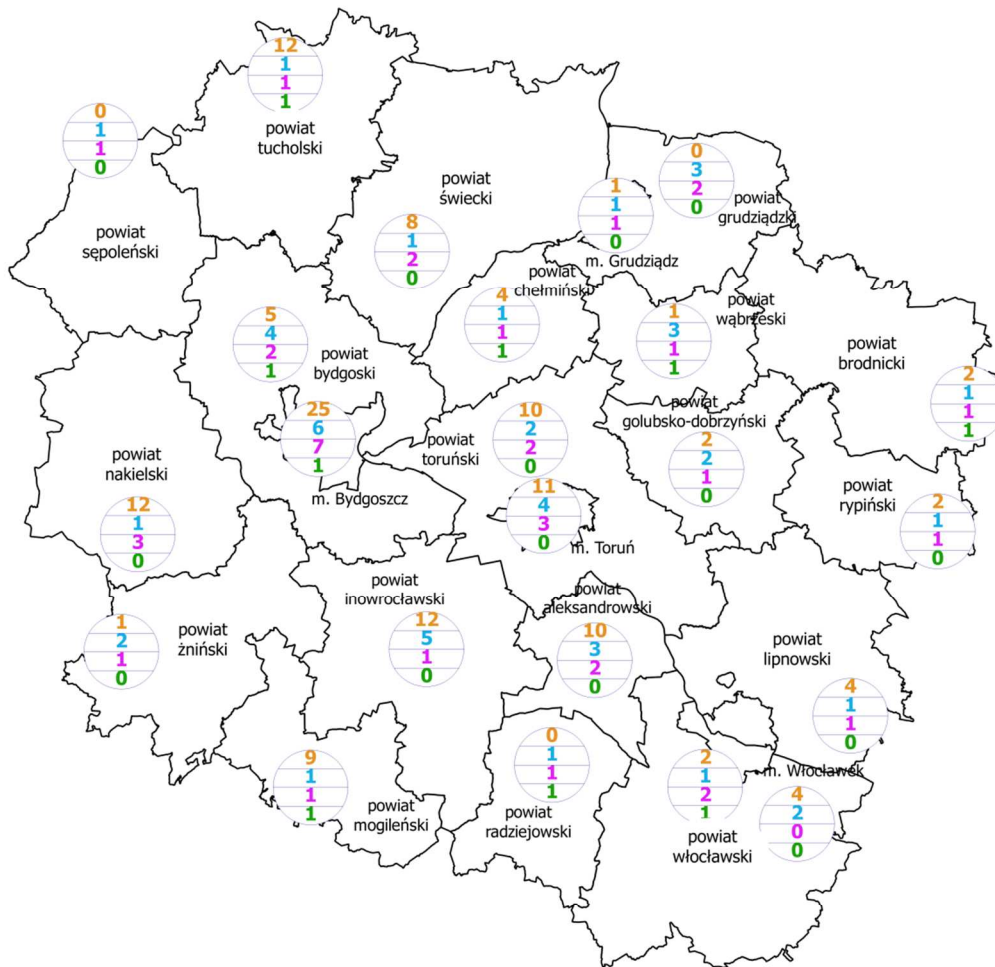 12
1
1
1
powiat
tucholski
0
1
1
0
powiat
sępoleński
powiat
świecki
8
1
2
0
1
1
1
0
m. Grudziądz
0
3
2
0
powiat
grudziądzki
powiat
chełmiński
4
1
1
1
powiat
wąbrzeski
1
3
1
1
powiat
brodnicki
2
1
1
1
5
4
2
1
powiat
bydgoski
25
6
7
1
m. Bydgoszcz
powiat
toruński
10
2
2
0
11
4
3
0
m. Toruń
powiat
golubsko-dobrzyński
2
2
1
0
powiat
rypiński
2
1
1
0
powiat
nakielski
12
1
3
0
powiat
żniński
1
2
1
0
powiat
inowrocławski
12
5
1
0
powiat
aleksandrowski
10
3
2
0
powiat
lipnowski
4
1
1
0
9
1
1
1
powiat
mogileński
0
1
1
1
powiat
radziejowski
2
1
2
1
powiat
włocławski
m. Włocławek
4
2
0
0